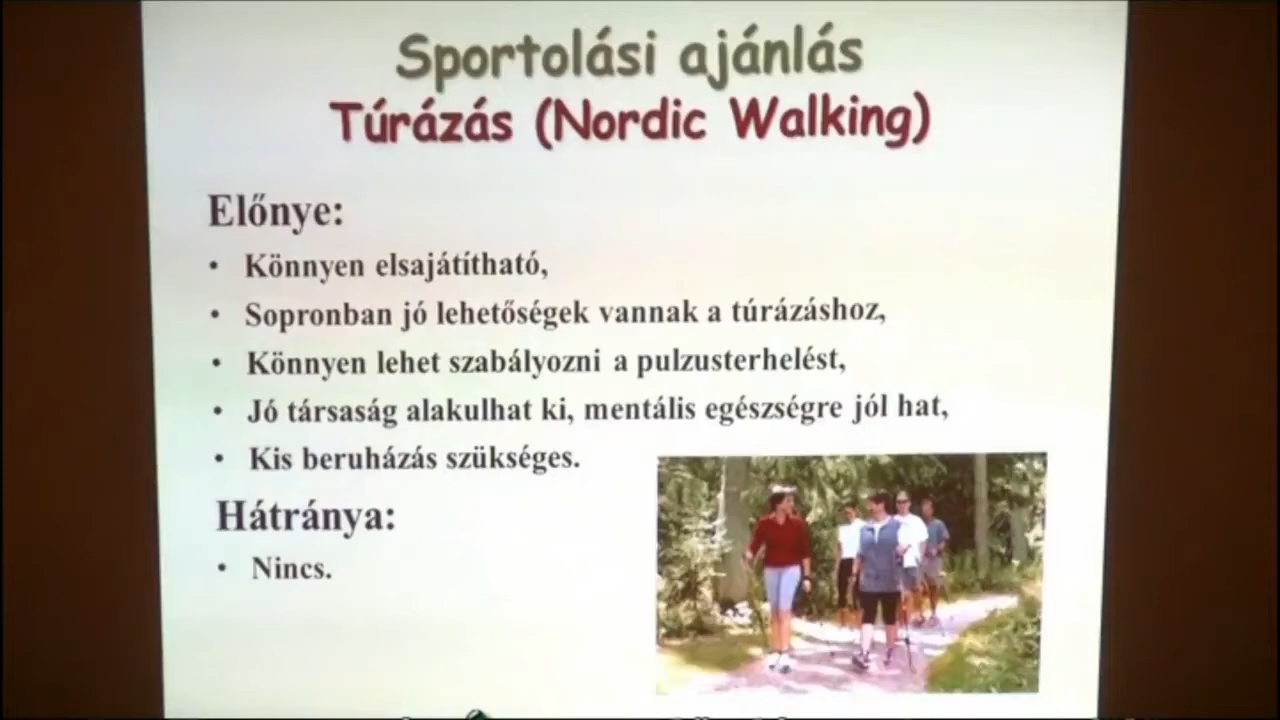 Sportolási ajánlás
Túrázás (Nordic Walking)
Előnye:
• Könnyen elsajátítható,
• Sopronban jó lehetőségek vannak a túrázáshoz,
• Könnyen lehet szabályozni a pulzusterhelést,
• Jó társaság alakulhat ki, mentális egészségre jól hat,
• Kis beruházás szükséges.
Hátránya:
• Nincs.